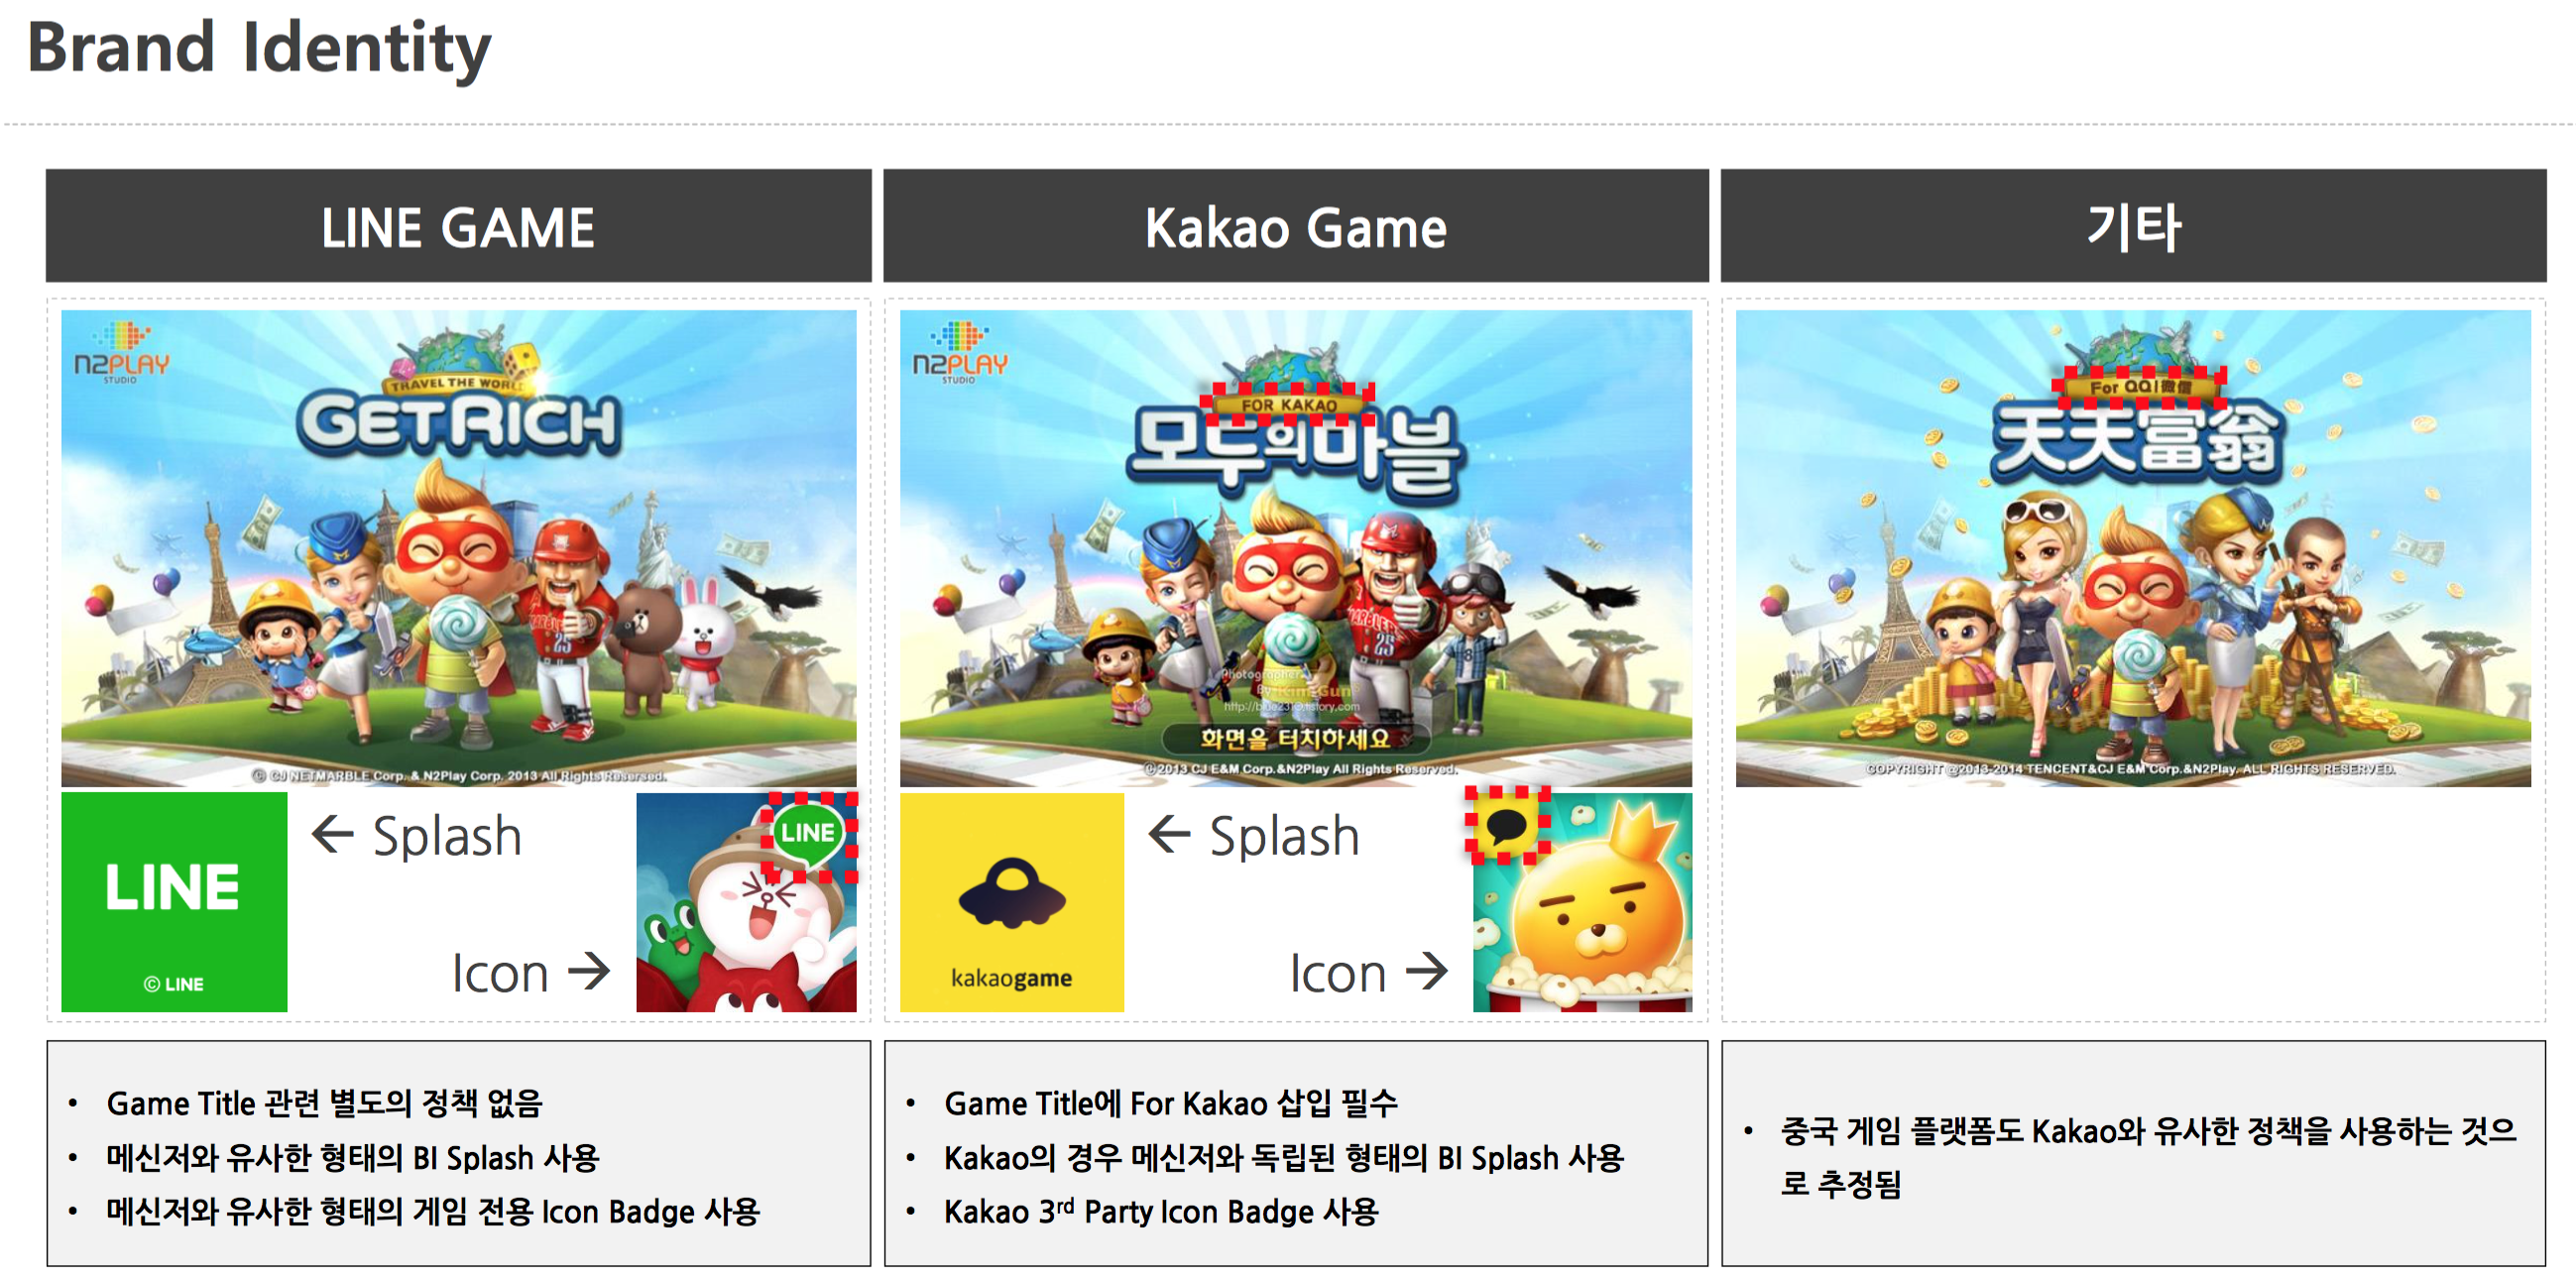 Brand Identity
LINE GAME
Kakao Game
기타
N2PLAY
STUDIO
TRAVEL THE WORLD
GETRICH
25
© CJ NETMARBLE Corp. & N2Play Corp. 2013 All Rights Reserved.
N2PLAY
STUDIO
FOR KAKAO
모두의마블
MARBLE
25
8
Photographer
By KimGun
화면을 터치하세요
©2013 CJ E&M Corp.&N2Play All Rights Reserved.
For QQ|微信
天天富翁
COPYRIGHT @2013-2014 TENCENT&CJ E&M Corp.&N2Play. ALL RIGHTS RESERVED.
LINE
© LINE
← Splash
Icon →
LINE
kakaogame
← Splash
Icon →
• Game Title 관련 별도의 정책 없음
• 메신저와 유사한 형태의 BI Splash 사용
• 메신저와 유사한 형태의 게임 전용 Icon Badge 사용
• Game Title에 For Kakao 삽입 필수
• Kakao의 경우 메신저와 독립된 형태의 BI Splash 사용
• Kakao 3rd Party Icon Badge 사용
• 중국 게임 플랫폼도 Kakao와 유사한 정책을 사용하는 것으
로 추정됨